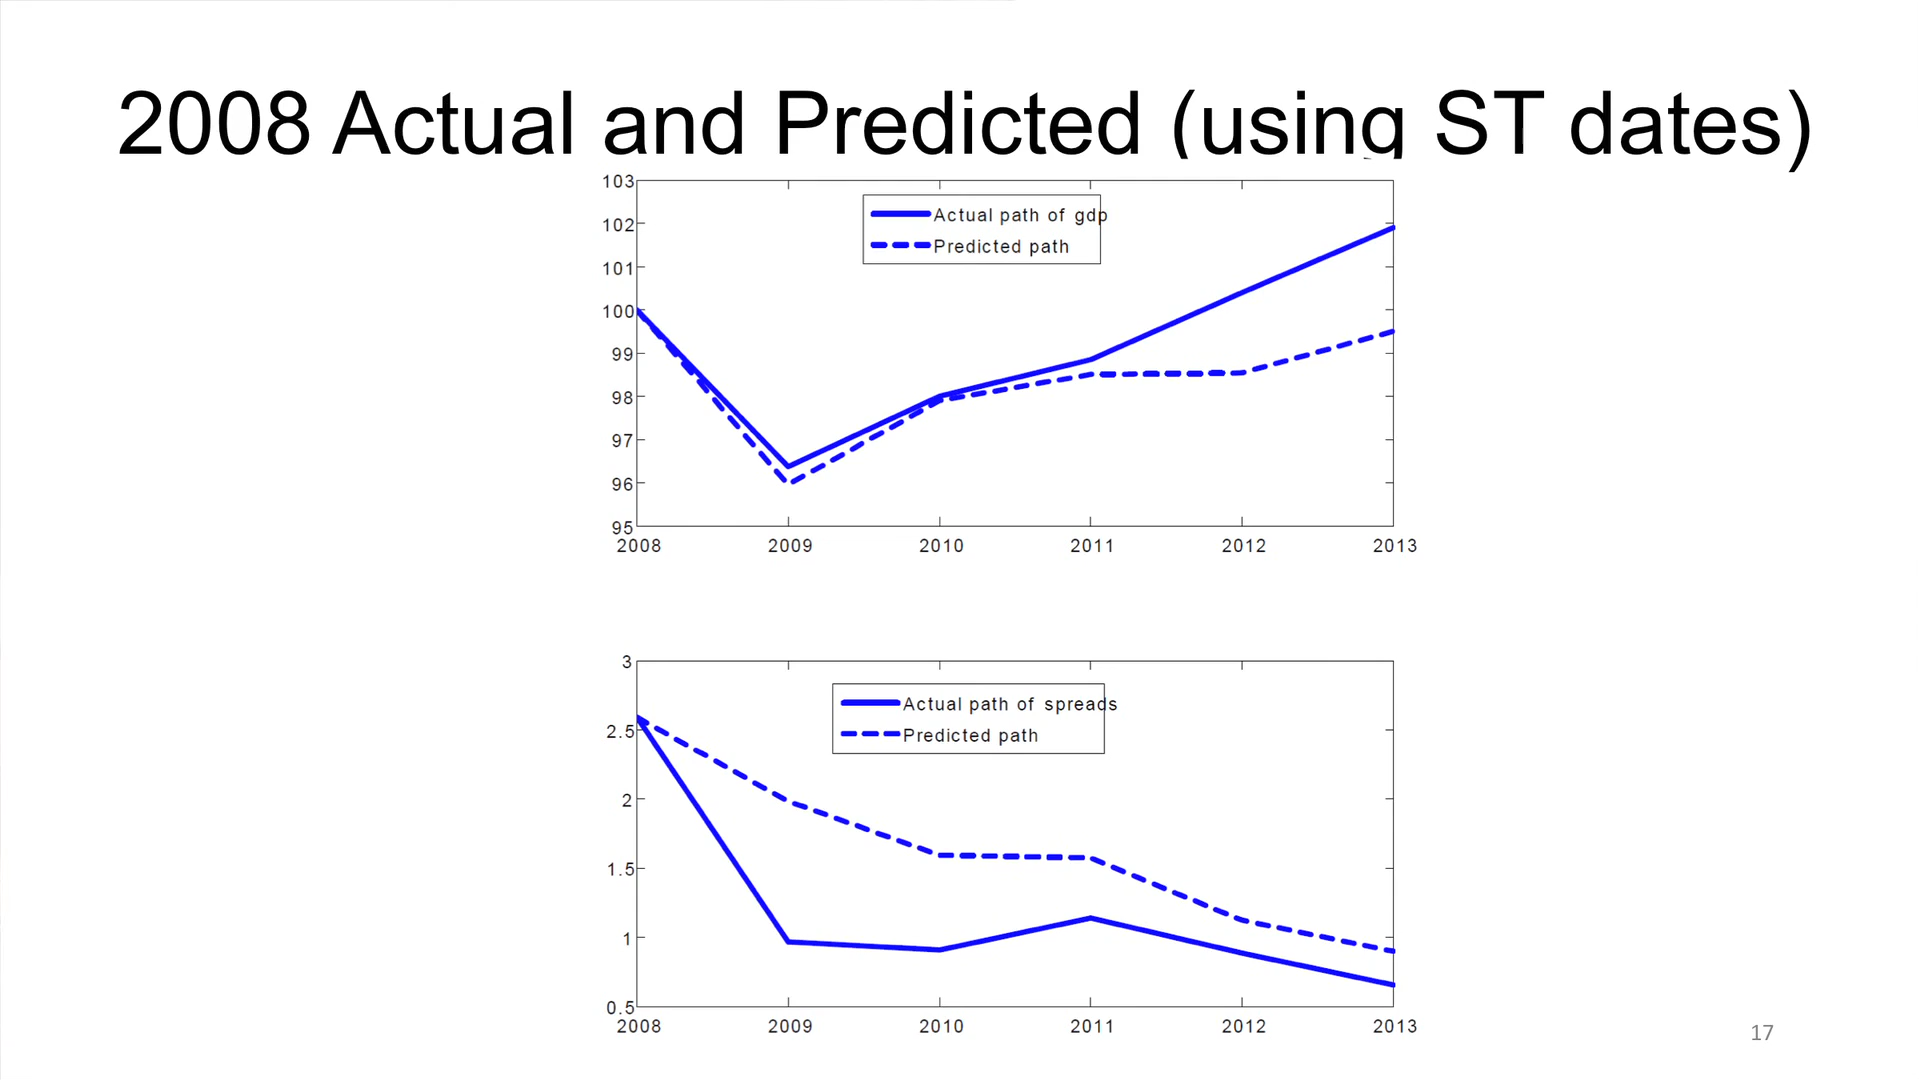 2008 Actual and Predicted (using ST dates)
103
102
101
100
99
98
97
96
95
Actual path of gdp
Predicted path
2008 2009 2010 2011 2012 2013
3
2.5
2
1.5
1
0.5
Actual path of spreads
Predicted path
2008 2009 2010 2011 2012 2013
17